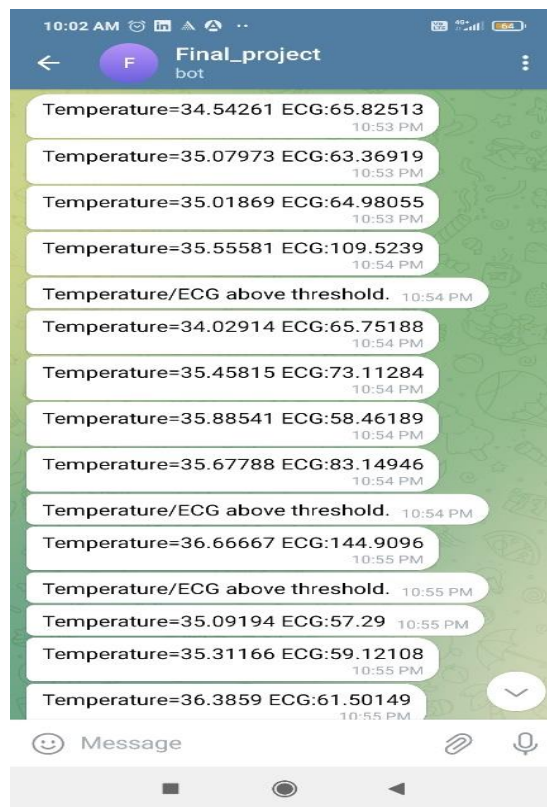 10:02 AM
64
F
Final_project
bot
Temperature=34.54261 ECG:65.82513
10:53 PM
Temperature=35.07973 ECG:63.36919
10:53 PM
Temperature=35.01869 ECG:64.98055
10:53 PM
Temperature=35.55581 ECG:109.5239
10:54 PM
Temperature/ECG above threshold. 10:54 PM
Temperature=34.02914 ECG:65.75188
10:54 PM
Temperature=35.45815 ECG:73.11284
10:54 PM
Temperature=35.88541 ECG:58.46189
10:54 PM
Temperature=35.67788 ECG:83.14946
10:54 PM
Temperature/ECG above threshold. 10:54 PM
Temperature=36.66667 ECG:144.9096
10:55 PM
Temperature/ECG above threshold. 10:55 PM
Temperature=35.09194 ECG:57.29 10:55 PM
Temperature=35.31166 ECG:59.12108
10:55 PM
Temperature=36.3859 ECG:61.50149
10:55 PM
Message